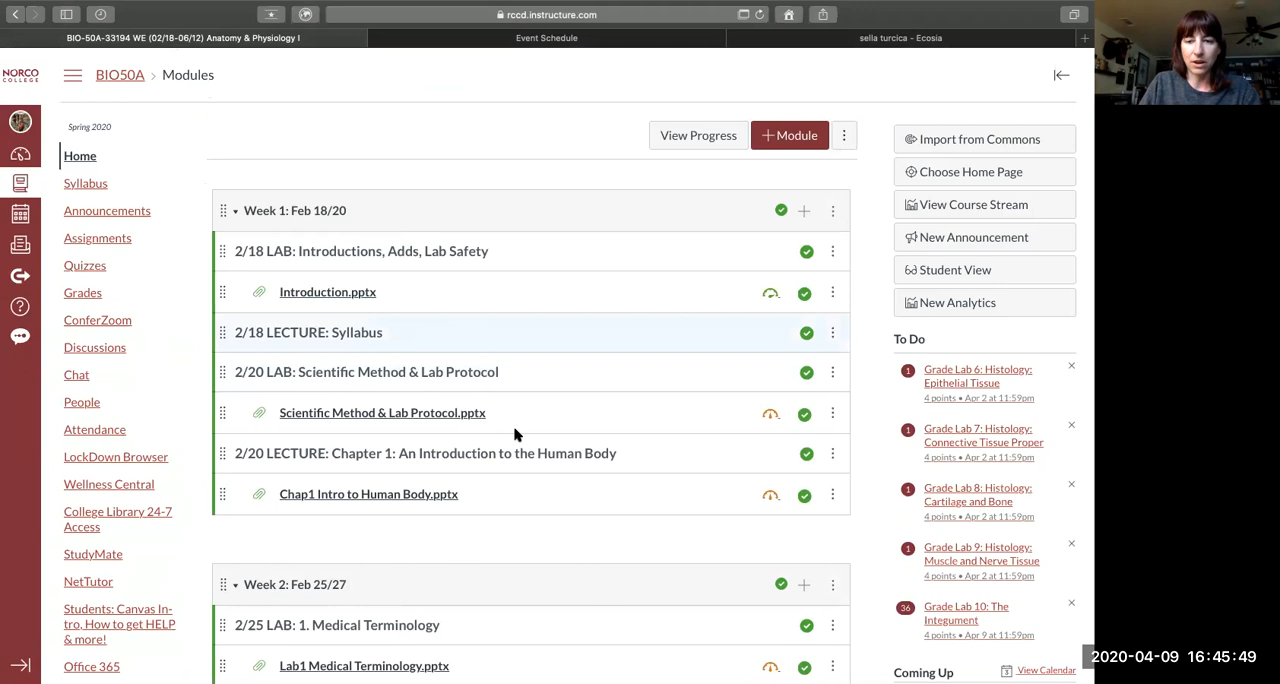 rccd.instructure.com
BIO-50A-33194 WE (02/18-06/12) Anatomy & Physiology I
Event Schedule
sella turcica - Ecosia
NORCO
COLLEGE
BIO50A › Modules
Spring 2020
Home
Syllabus
Announcements
Assignments
Quizzes
Grades
ConferZoom
Discussions
Chat
People
Attendance
LockDown Browser
Wellness Central
College Library 24-7
Access
StudyMate
NetTutor
Students: Canvas In-
tro, How to get HELP
& more!
Office 365
View Progress
+ Module
Week 1: Feb 18/20
2/18 LAB: Introductions, Adds, Lab Safety
Introduction.pptx
2/18 LECTURE: Syllabus
2/20 LAB: Scientific Method & Lab Protocol
Scientific Method & Lab Protocol.pptx
2/20 LECTURE: Chapter 1: An Introduction to the Human Body
Chap1 Intro to Human Body.pptx
Week 2: Feb 25/27
2/25 LAB: 1. Medical Terminology
Lab1 Medical Terminology.pptx
Import from Commons
Choose Home Page
View Course Stream
New Announcement
Student View
New Analytics
To Do
1 Grade Lab 6: Histology:
Epithelial Tissue
4 points • Apr 2 at 11:59pm
1 Grade Lab 7: Histology:
Connective Tissue Proper
4 points • Apr 2 at 11:59pm
1 Grade Lab 8: Histology:
Cartilage and Bone
4 points • Apr 2 at 11:59pm
1 Grade Lab 9: Histology:
Muscle and Nerve Tissue
4 points • Apr 2 at 11:59pm
36 Grade Lab 10: The
Integument
4 points • Apr 9 at 11:59pm
Coming Up
View Calendar
2020-04-09 16:45:49